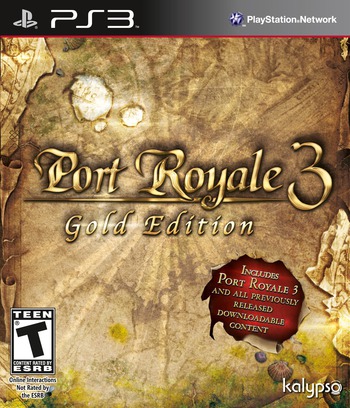 PS3
PlayStation®Network
Port Royale 3
Gold Edition
INCLUDES
PORT ROYALE 3
AND ALL PREVIOUSLY
RELEASED
DOWNLOADABLE
CONTENT
TEEN
T
CONTENT RATED BY
ESRB
Online Interactions
Not Rated by
the ESRB
kalypso